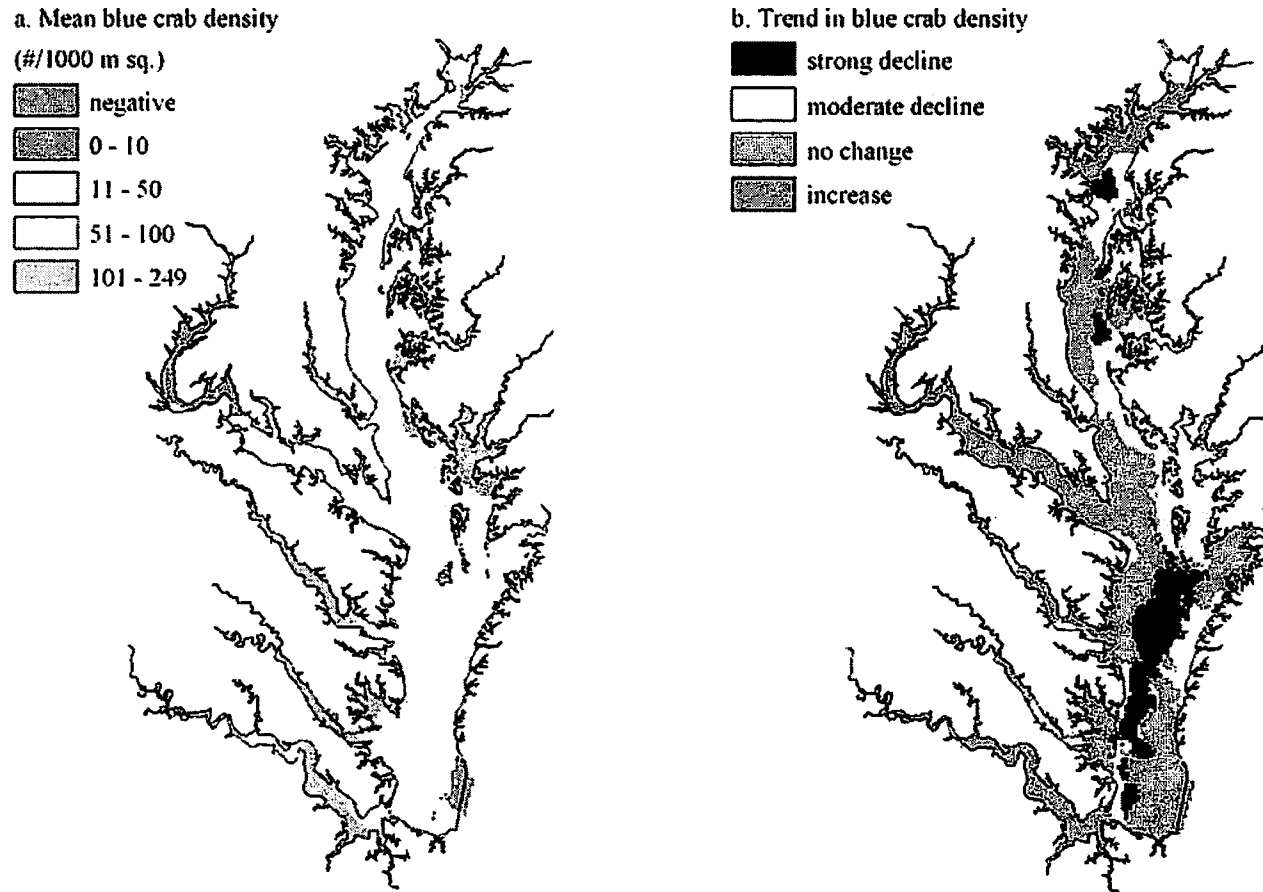 a. Mean blue crab density
(#/1000 m sq.)
negative
0 - 10
11 - 50
51 - 100
101 - 249
b. Trend in blue crab density
strong decline
moderate decline
no change
increase